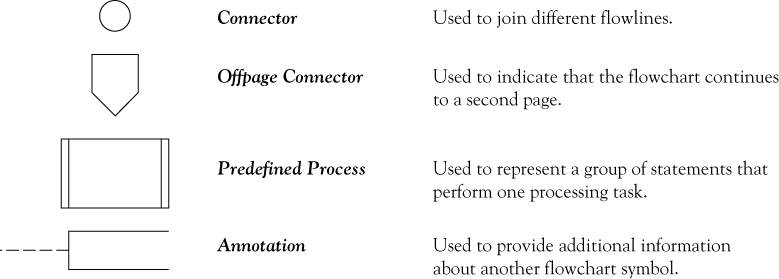 Connector Used to join different flowlines.
Offpage Connector Used to indicate that the flowchart continues
to a second page.
Predefined Process Used to represent a group of statements that
perform one processing task.
Annotation Used to provide additional information
about another flowchart symbol.